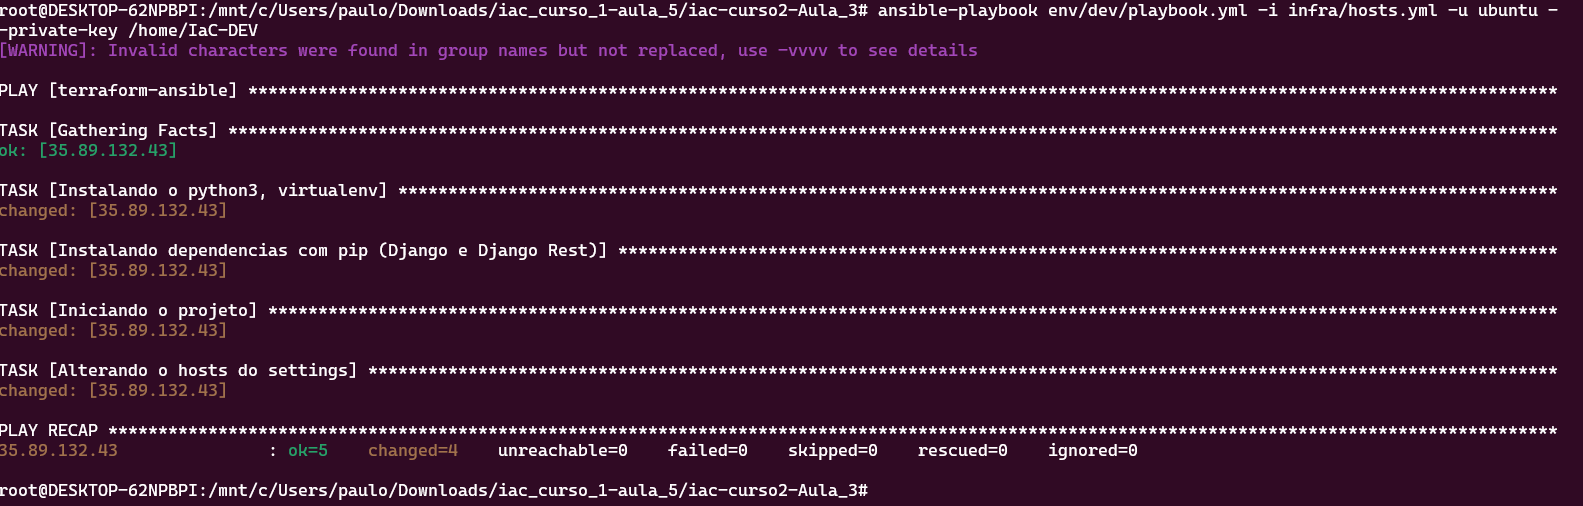 root@DESKTOP-62NPBPI:/mnt/c/Users/paulo/Downloads/iac_curso_1-aula_5/iac-curso2-Aula_3# ansible-playbook env/dev/playbook.yml -i infra/hosts.yml -u ubuntu -
-private-key /home/IaC-DEV
[WARNING]: Invalid characters were found in group names but not replaced, use -vvvv to see details
PLAY [terraform-ansible] ***********************************************************************************************************************************
TASK [Gathering Facts] *************************************************************************************************************************************
ok: [35.89.132.43]
TASK [Instalando o python3, virtualenv] ********************************************************************************************************************
changed: [35.89.132.43]
TASK [Instalando dependencias com pip (Django e Django Rest)] **********************************************************************************************
changed: [35.89.132.43]
TASK [Iniciando o projeto] *********************************************************************************************************************************
changed: [35.89.132.43]
TASK [Alterando o hosts do settings] ***********************************************************************************************************************
changed: [35.89.132.43]
PLAY RECAP *************************************************************************************************************************************************
35.89.132.43               : ok=5    changed=4    unreachable=0    failed=0    skipped=0    rescued=0    ignored=0
root@DESKTOP-62NPBPI:/mnt/c/Users/paulo/Downloads/iac_curso_1-aula_5/iac-curso2-Aula_3#